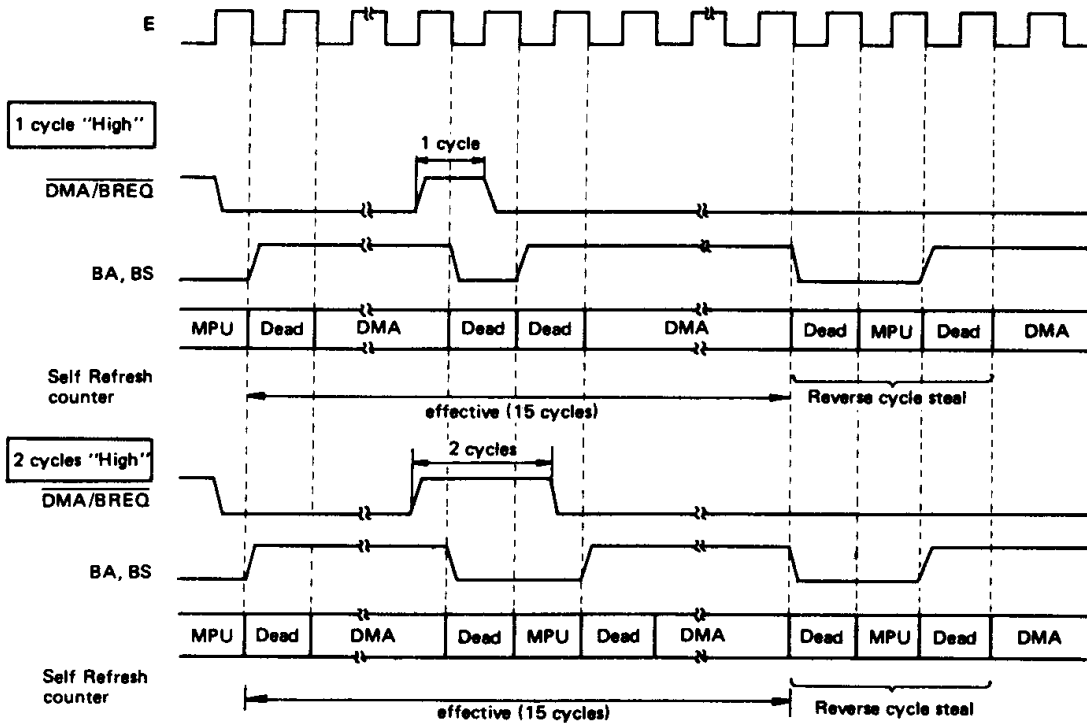 E
1 cycle "High"
1 cycle
DMA/BREQ
BA, BS
MPU Dead DMA Dead Dead DMA Dead MPU Dead DMA
Self Refresh
counter
effective (15 cycles)
Reverse cycle steal
2 cycles "High"
2 cycles
DMA/BREQ
BA, BS
MPU Dead DMA Dead MPU Dead DMA Dead MPU Dead DMA
Self Refresh
counter
effective (15 cycles)
Reverse cycle steal